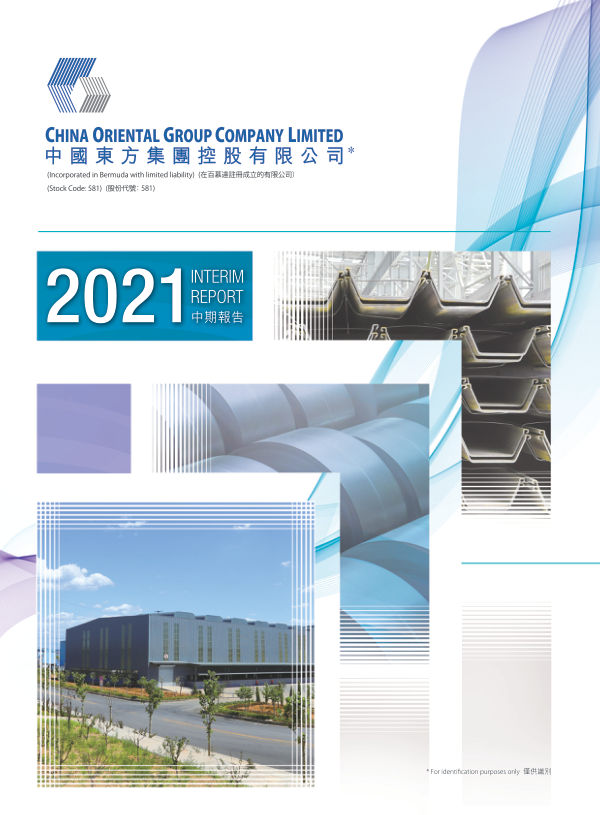 CHINA ORIENTAL GROUP COMPANY LIMITED
中國東方集團控股有限公司*
(Incorporated in Bermuda with limited liability) (在百慕達註冊成立的有限公司)
(Stock Code: 581) (股份代號: 581)
2021 INTERIM
REPORT
中期報告
* For identification purposes only 僅供識別